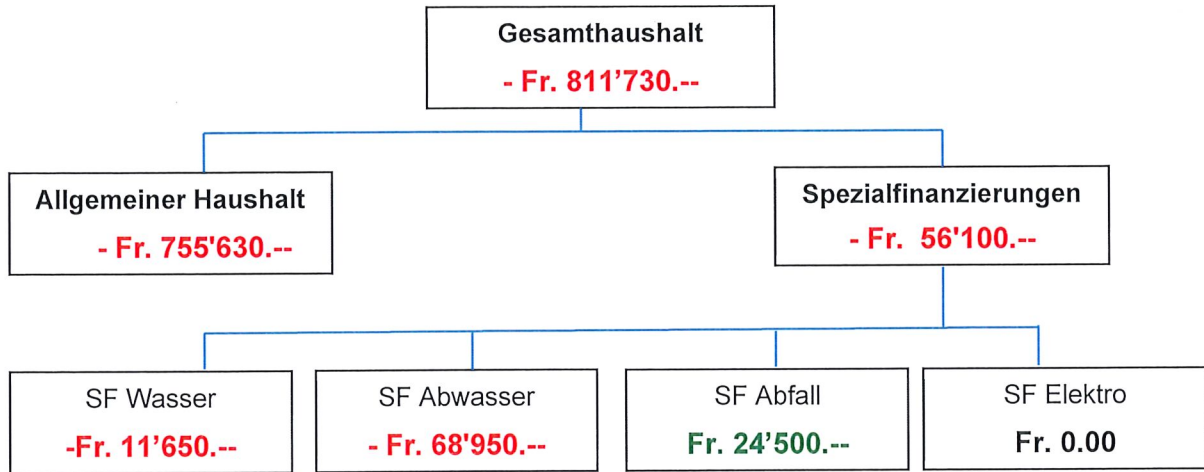 Gesamthaushalt
- Fr. 811’730.--
Allgemeiner Haushalt
- Fr. 755'630.--
Spezialfinanzierungen
- Fr. 56'100.--
SF Wasser
-Fr. 11’650.--
SF Abwasser
- Fr. 68'950.--
SF Abfall
Fr. 24’500.--
SF Elektro
Fr. 0.00